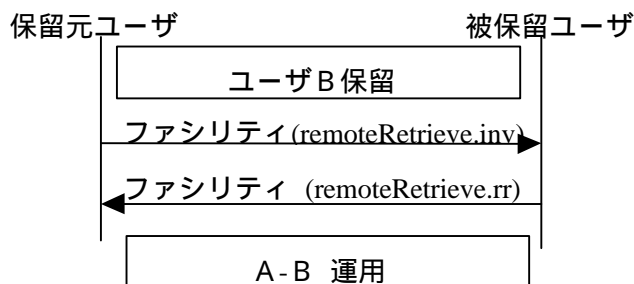 保留元ユーザ 被保留ユーザ
ユーザB保留
ファシリティ(remoteRetrieve.inv)
ファシリティ (remoteRetrieve.rr)
A-B 運用